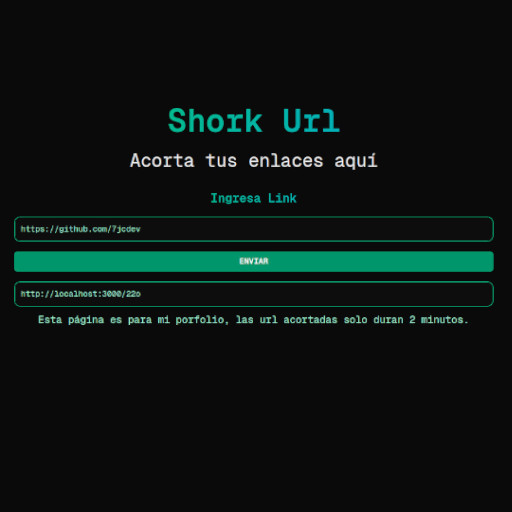 Shork Url
Acorta tus enlaces aquí
Ingresa Link
https://github.com/7jcdev
ENVIAR
http://localhost:3000/22o
Esta página es para mi porfolio, las url acortadas solo duran 2 minutos.